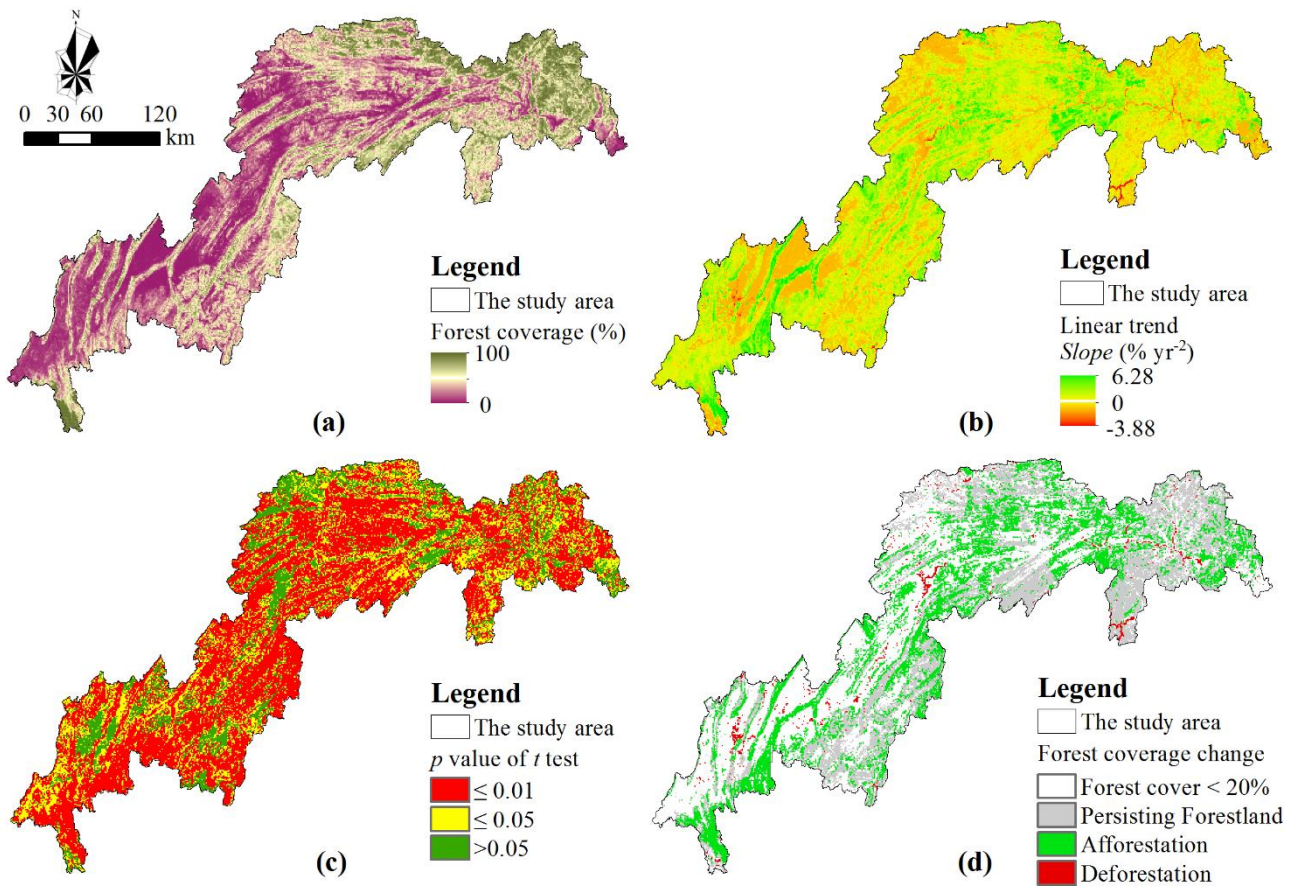 N
0 30 60 120
km
Legend
The study area
Forest coverage (%)
100
0
(a)
Legend
The study area
Linear trend
Slope (% yr-2)
6.28
0
-3.88
(b)
Legend
The study area
p value of t test
≤ 0.01
≤ 0.05
>0.05
(c)
Legend
The study area
Forest coverage change
Forest cover < 20%
Persisting Forestland
Afforestation
Deforestation
(d)